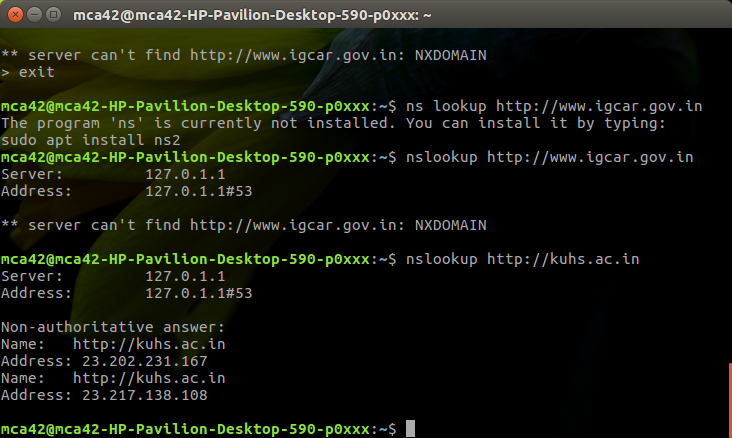 mca42@mca42-HP-Pavilion-Desktop-590-p0xxx: ~
** server can't find http://www.igcar.gov.in: NXDOMAIN
> exit
mca42@mca42-HP-Pavilion-Desktop-590-p0xxx:~$ ns lookup http://www.igcar.gov.in
The program 'ns' is currently not installed. You can install it by typing:
sudo apt install ns2
mca42@mca42-HP-Pavilion-Desktop-590-p0xxx:~$ nslookup http://www.igcar.gov.in
Server:		127.0.1.1
Address:	127.0.1.1#53
** server can't find http://www.igcar.gov.in: NXDOMAIN
mca42@mca42-HP-Pavilion-Desktop-590-p0xxx:~$ nslookup http://kuhs.ac.in
Server:		127.0.1.1
Address:	127.0.1.1#53
Non-authoritative answer:
Name:	http://kuhs.ac.in
Address: 23.202.231.167
Name:	http://kuhs.ac.in
Address: 23.217.138.108
mca42@mca42-HP-Pavilion-Desktop-590-p0xxx:~$